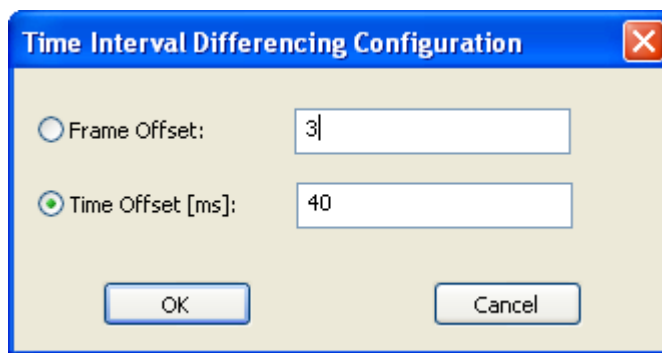 Time Interval Differencing Configuration
Frame Offset: 3
Time Offset [ms]: 40
OK Cancel